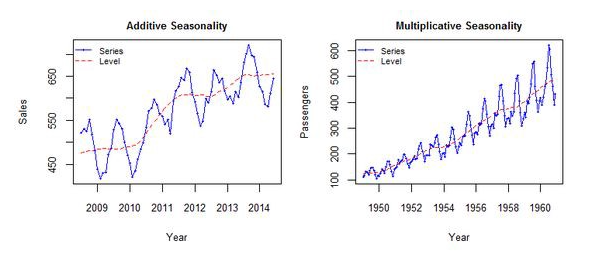 Additive Seasonality
Series
Level
Sales
650
550
450
2009 2010 2011 2012 2013 2014
Year
Multiplicative Seasonality
Series
Level
Passengers
600
500
400
300
200
100
1950 1952 1954 1956 1958 1960
Year